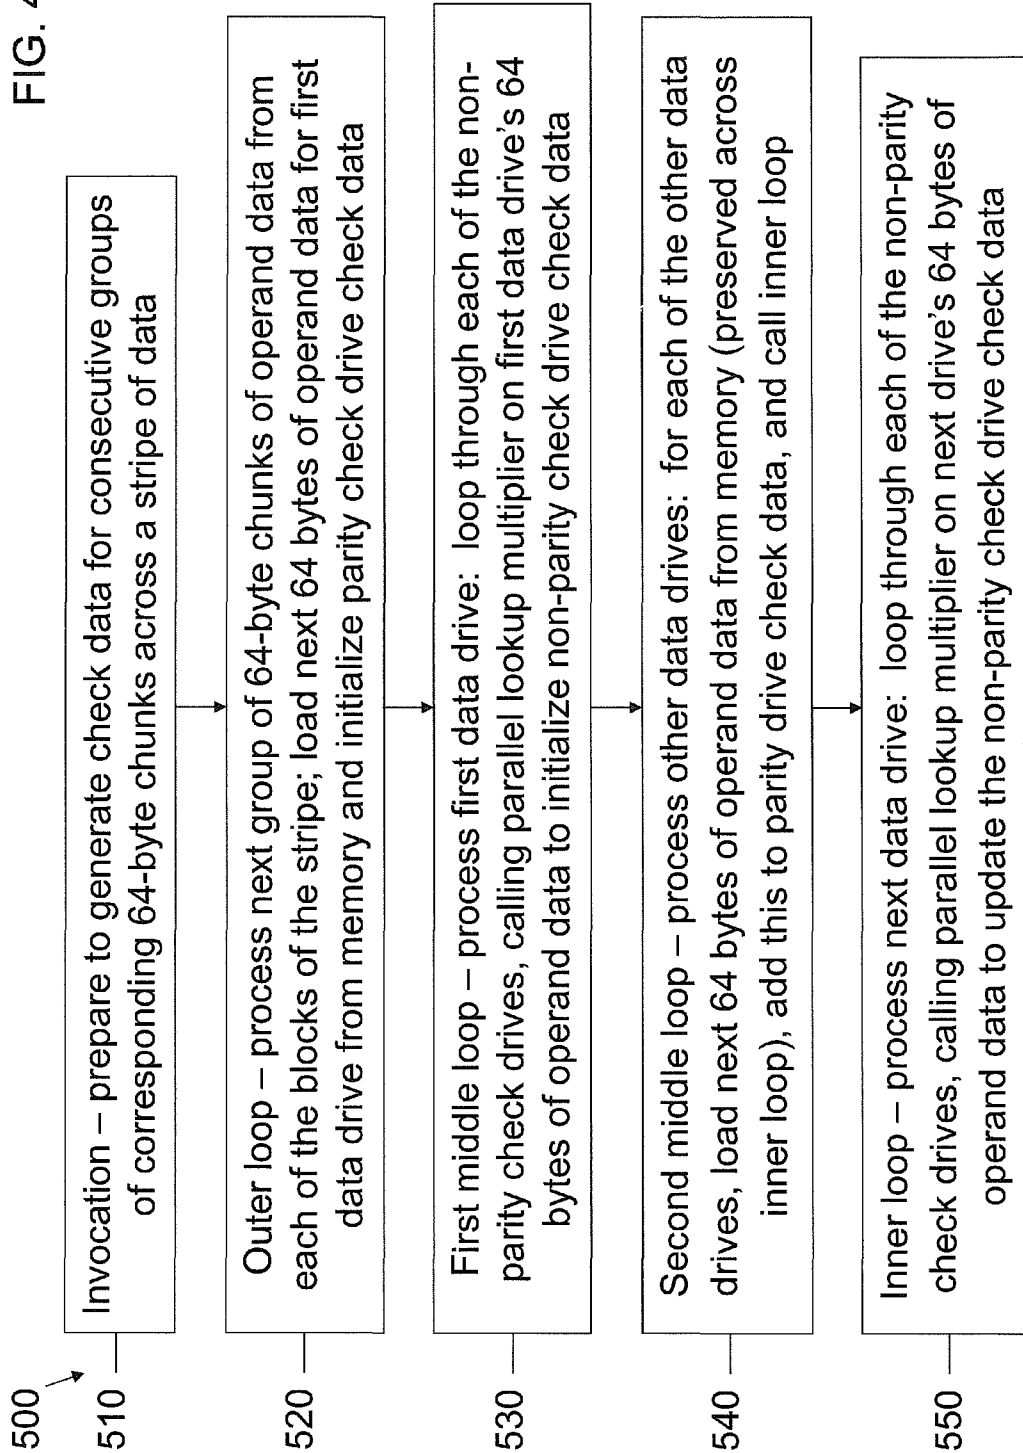 FIG. 4
500
510
Invocation – prepare to generate check data for consecutive groups
of corresponding 64-byte chunks across a stripe of data
520
Outer loop – process next group of 64-byte chunks of operand data from
each of the blocks of the stripe; load next 64 bytes of operand data for first
data drive from memory and initialize parity check drive check data
530
First middle loop – process first data drive: loop through each of the non-
parity check drives, calling parallel lookup multiplier on first data drive's 64
bytes of operand data to initialize non-parity check drive check data
540
Second middle loop – process other data drives: for each of the other data
drives, load next 64 bytes of operand data from memory (preserved across
inner loop), add this to parity drive check data, and call inner loop
550
Inner loop – process next data drive: loop through each of the non-parity
check drives, calling parallel lookup multiplier on next drive's 64 bytes of
operand data to update the non-parity check drive check data